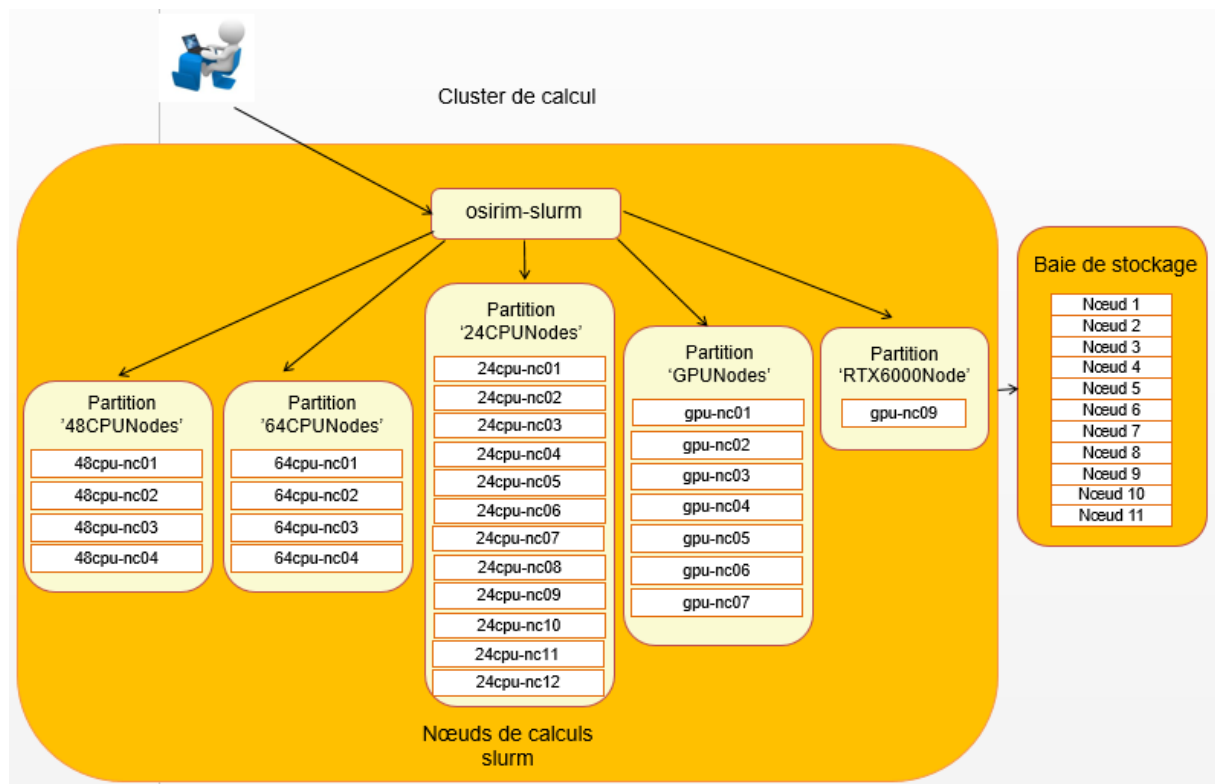 Cluster de calcul
osirim-slurm
Partition
'48CPUNodes'
48cpu-nc01
48cpu-nc02
48cpu-nc03
48cpu-nc04
Partition
'64CPUNodes'
64cpu-nc01
64cpu-nc02
64cpu-nc03
64cpu-nc04
Partition
'24CPUNodes'
24cpu-nc01
24cpu-nc02
24cpu-nc03
24cpu-nc04
24cpu-nc05
24cpu-nc06
24cpu-nc07
24cpu-nc08
24cpu-nc09
24cpu-nc10
24cpu-nc11
24cpu-nc12
Partition
'GPUNodes'
gpu-nc01
gpu-nc02
gpu-nc03
gpu-nc04
gpu-nc05
gpu-nc06
gpu-nc07
Partition
'RTX6000Node'
gpu-nc09
Nœuds de calculs
slurm
Baie de stockage
Nœud 1
Nœud 2
Nœud 3
Nœud 4
Nœud 5
Nœud 6
Nœud 7
Nœud 8
Nœud 9
Nœud 10
Nœud 11